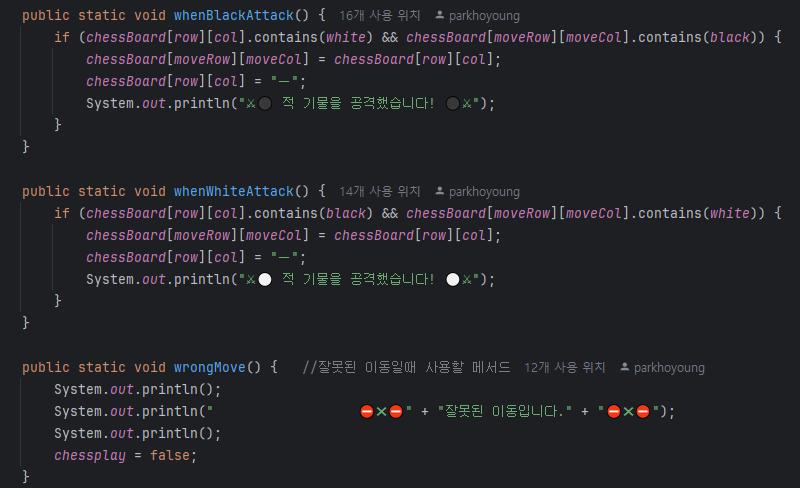 public static void whenBlackAttack() { 16개 사용 위치 parkhoyoung
if (chessBoard[row][col].contains(white) && chessBoard[moveRow][moveCol].contains(black)) {
chessBoard[moveRow][moveCol] = chessBoard[row][col];
chessBoard[row][col] = "ㅡ";
System.out.println("⚔⚫ 적 기물을 공격했습니다! ⚫⚔");
}
}
public static void whenWhiteAttack() { 14개 사용 위치 parkhoyoung
if (chessBoard[row][col].contains(black) && chessBoard[moveRow][moveCol].contains(white)) {
chessBoard[moveRow][moveCol] = chessBoard[row][col];
chessBoard[row][col] = "ㅡ";
System.out.println("⚔⚪ 적 기물을 공격했습니다! ⚪⚔");
}
}
public static void wrongMove() { //잘못된 이동일때 사용할 메서드 12개 사용 위치 parkhoyoung
System.out.println();
System.out.println(" ⛔❌⛔" + "잘못된 이동입니다." + "⛔❌⛔");
System.out.println();
chessplay = false;
}